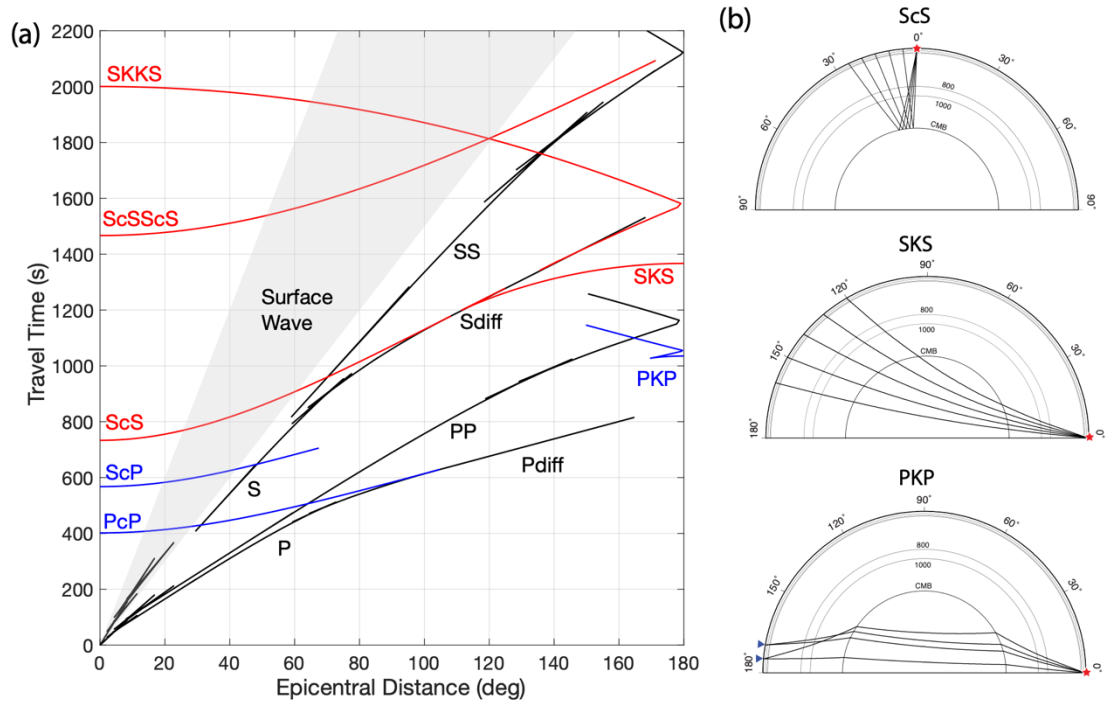 (a)
2200
2000
1800
1600
1400
1200
1000
800
600
400
200
0
Travel Time (s)
0 20 40 60 80 100 120 140 160 180
Epicentral Distance (deg)
SKKS
ScSScS
ScS
ScP
PcP
Surface
Wave
SS
S
Sdiff
SKS
PKP
PP
Pdiff
P
(b)
ScS
0°
30° 30°
60° 60°
90° 90°
800
1000
CMB
SKS
90°
120°
150° 30°
180° 0°
800
1000
CMB
PKP
90°
120° 60°
150° 30°
180° 0°
800
1000
CMB